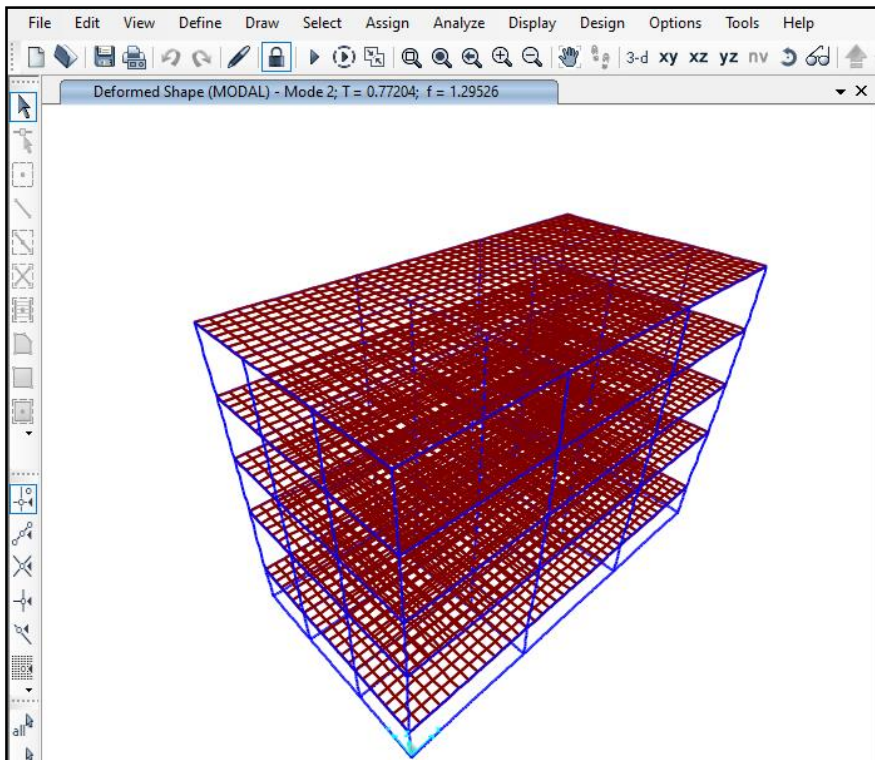 File Edit View Define Draw Select Assign Analyze Display Design Options Tools Help
3-d xy xz yz nv
Deformed Shape (MODAL) - Mode 2; T = 0.77204; f = 1.29526
all